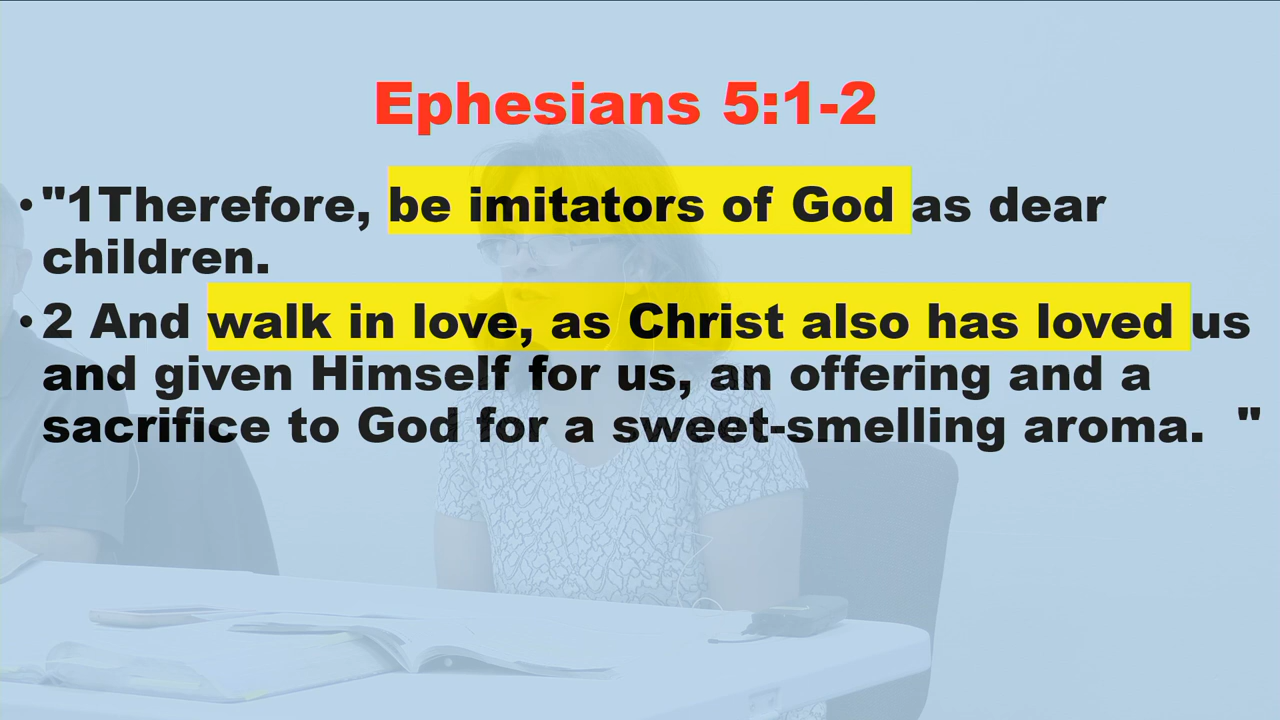 Ephesians 5:1-2
• "1Therefore, be imitators of God as dear
children.
• 2 And walk in love, as Christ also has loved us
and given Himself for us, an offering and a
sacrifice to God for a sweet-smelling aroma. "